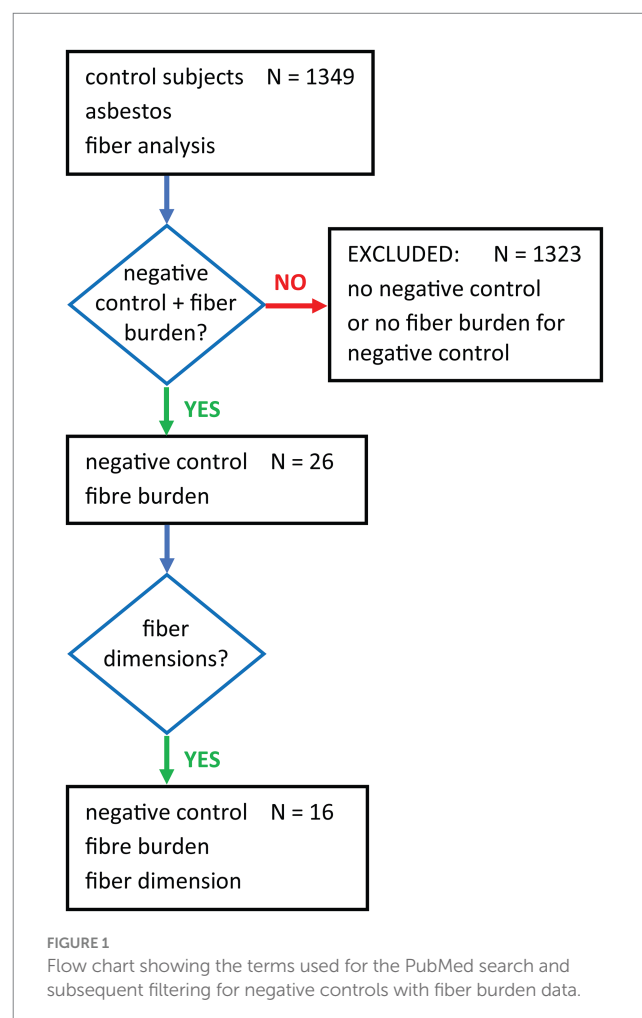 control subjects N = 1349
asbestos
fiber analysis
negative
control + fiber
burden?
NO
EXCLUDED: N = 1323
no negative control
or no fiber burden for
negative control
YES
negative control N = 26
fibre burden
fiber
dimensions?
YES
negative control N = 16
fibre burden
fiber dimension
FIGURE 1
Flow chart showing the terms used for the PubMed search and
subsequent filtering for negative controls with fiber burden data.